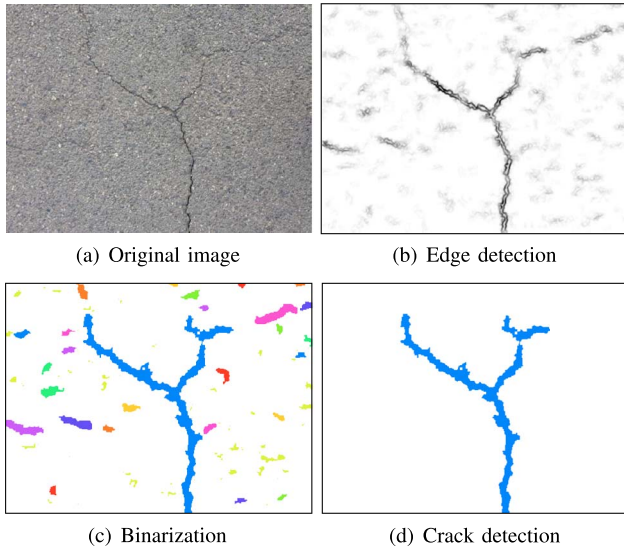 (a) Original image
(b) Edge detection
(c) Binarization
(d) Crack detection